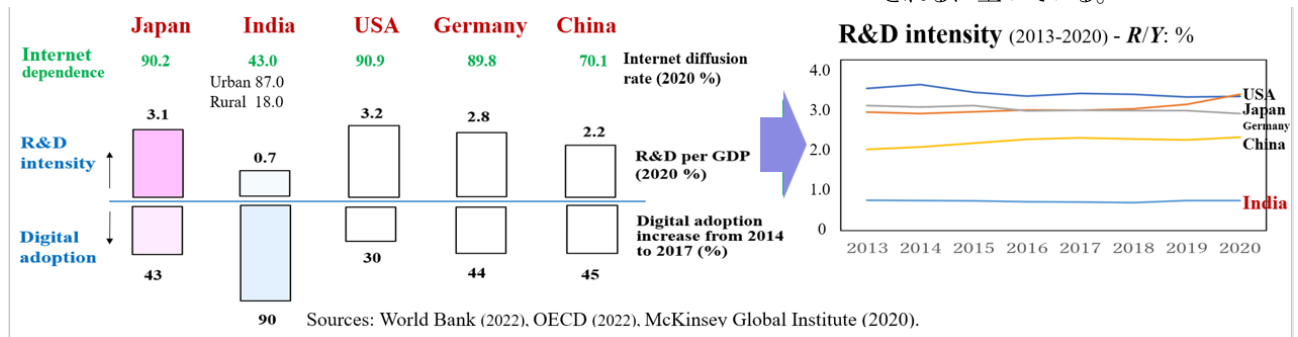 Japan India USA Germany China
Internet dependence 90.2 43.0 90.9 89.8 70.1 Internet diffusion rate (2020 %)
Urban 87.0
Rural 18.0
R&D intensity 3.1 0.7 3.2 2.8 2.2 R&D per GDP (2020 %)
Digital adoption 43 90 30 44 45 Digital adoption increase from 2014 to 2017 (%)
Sources: World Bank (2022), OECD (2022), McKinsey Global Institute (2020).
R&D intensity (2013-2020) - R/Y: %
4.0
3.0
2.0
1.0
0
2013 2014 2015 2016 2017 2018 2019 2020
USA
Japan
Germany
China
India